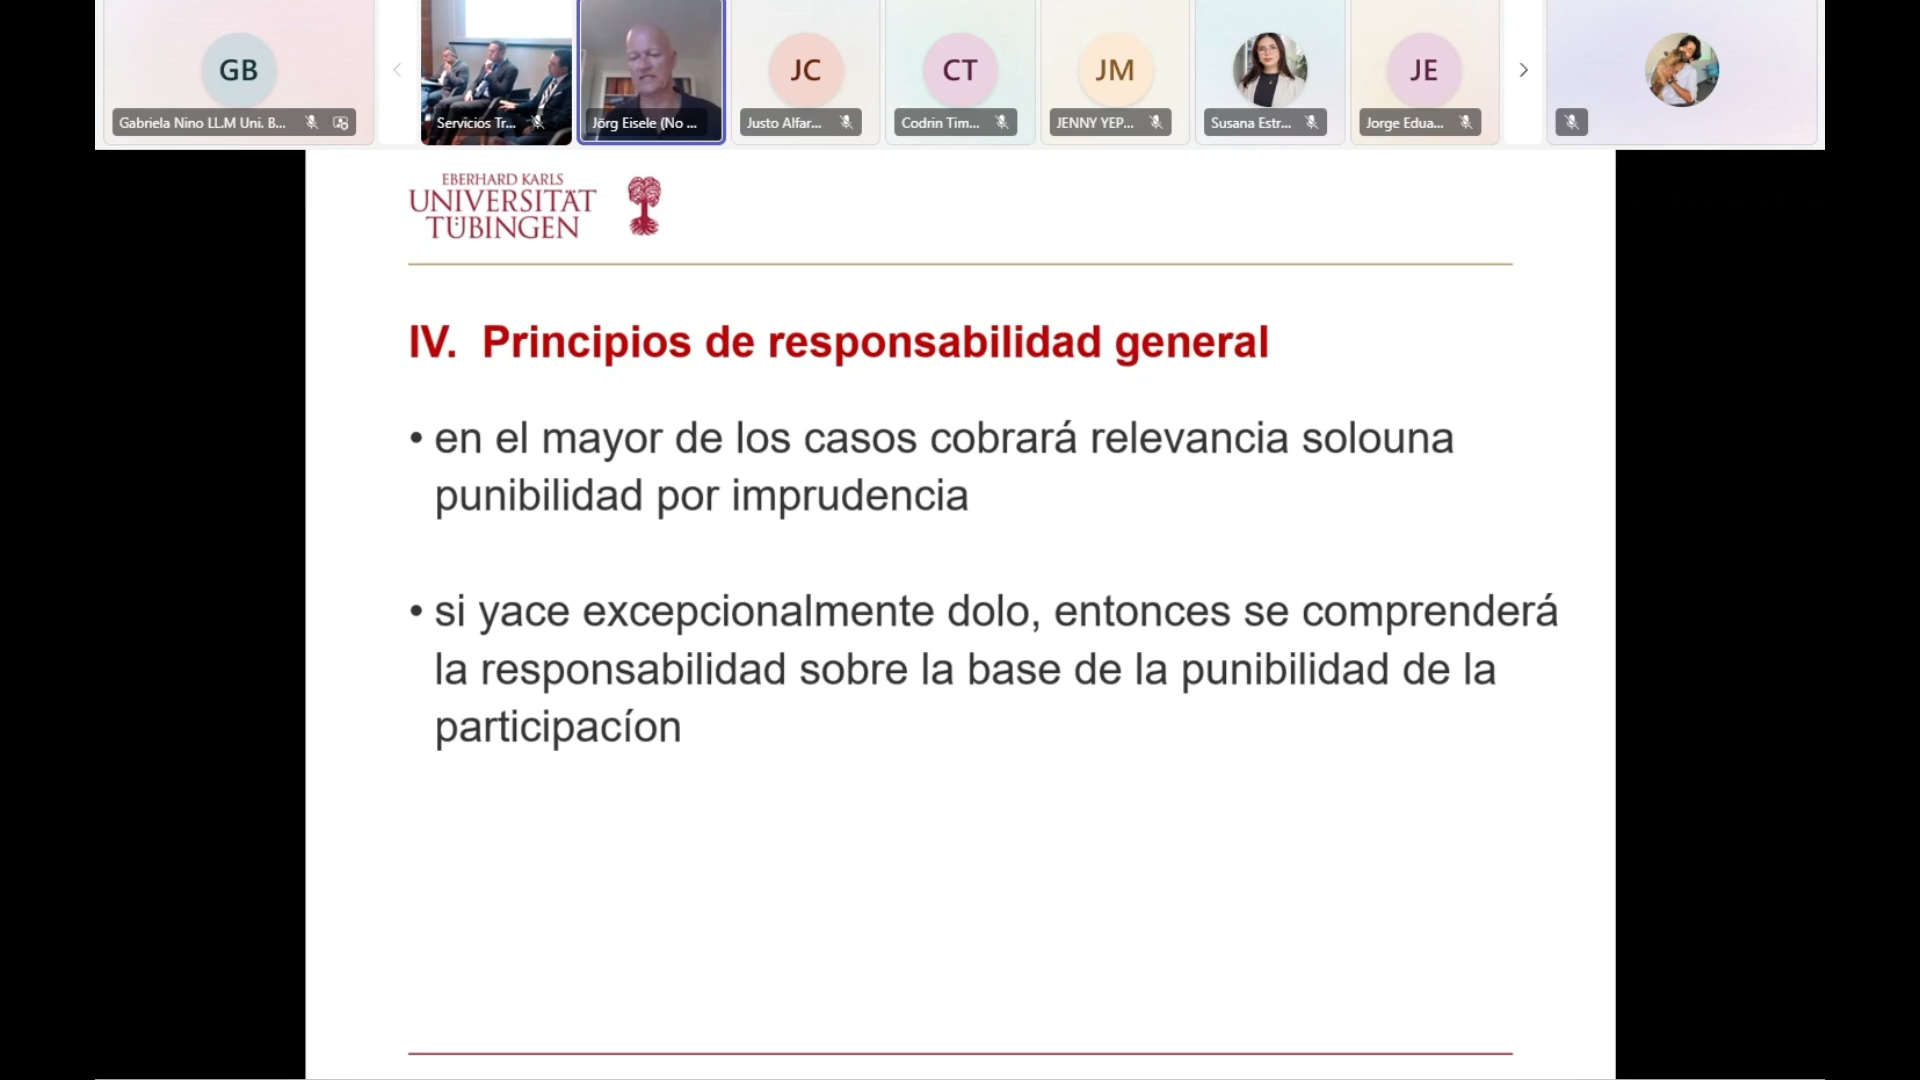 GB
JC
CT
JM
JE
Gabriela Nino LL.M Uni. B...
Servicios Tr...
Jörg Eisele (No ...
Justo Alfar...
Codrin Tim...
JENNY YEP...
Susana Estr...
Jorge Edua...
EBERHARD KARLS
UNIVERSITÄT
TÜBINGEN
IV. Principios de responsabilidad general
• en el mayor de los casos cobrará relevancia solouna
punibilidad por imprudencia
• si yace excepcionalmente dolo, entonces se comprenderá
la responsabilidad sobre la base de la punibilidad de la
participacíon